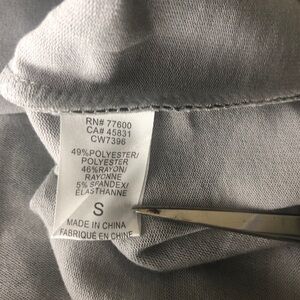 RN# 77600
CA# 45831
CW7396
49%POLYESTER/
POLYESTER
46%RAYON/
RAYONNE
5% SPANDEX/
ÉLASTHANNE
S
MADE IN CHINA
FABRIQUÉ EN CHINE